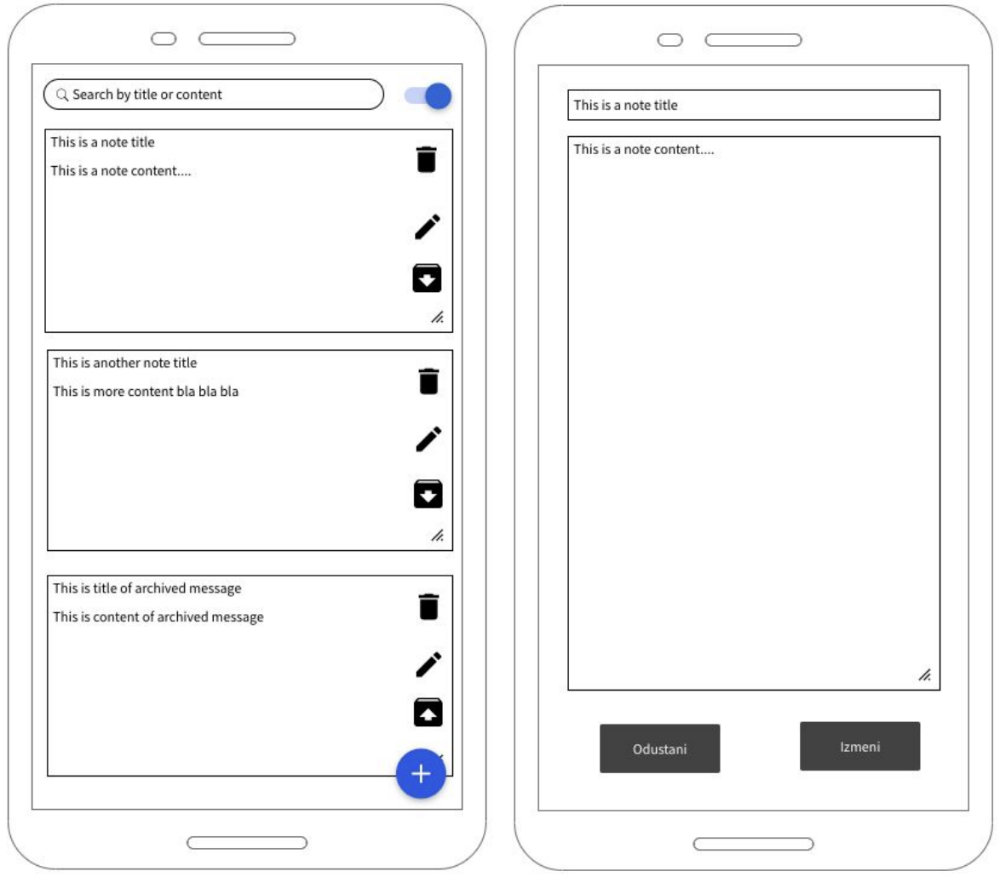 Search by title or content
This is a note title
This is a note content....
This is another note title
This is more content bla bla bla
This is title of archived message
This is content of archived message
This is a note title
This is a note content....
Odustani
Izmeni